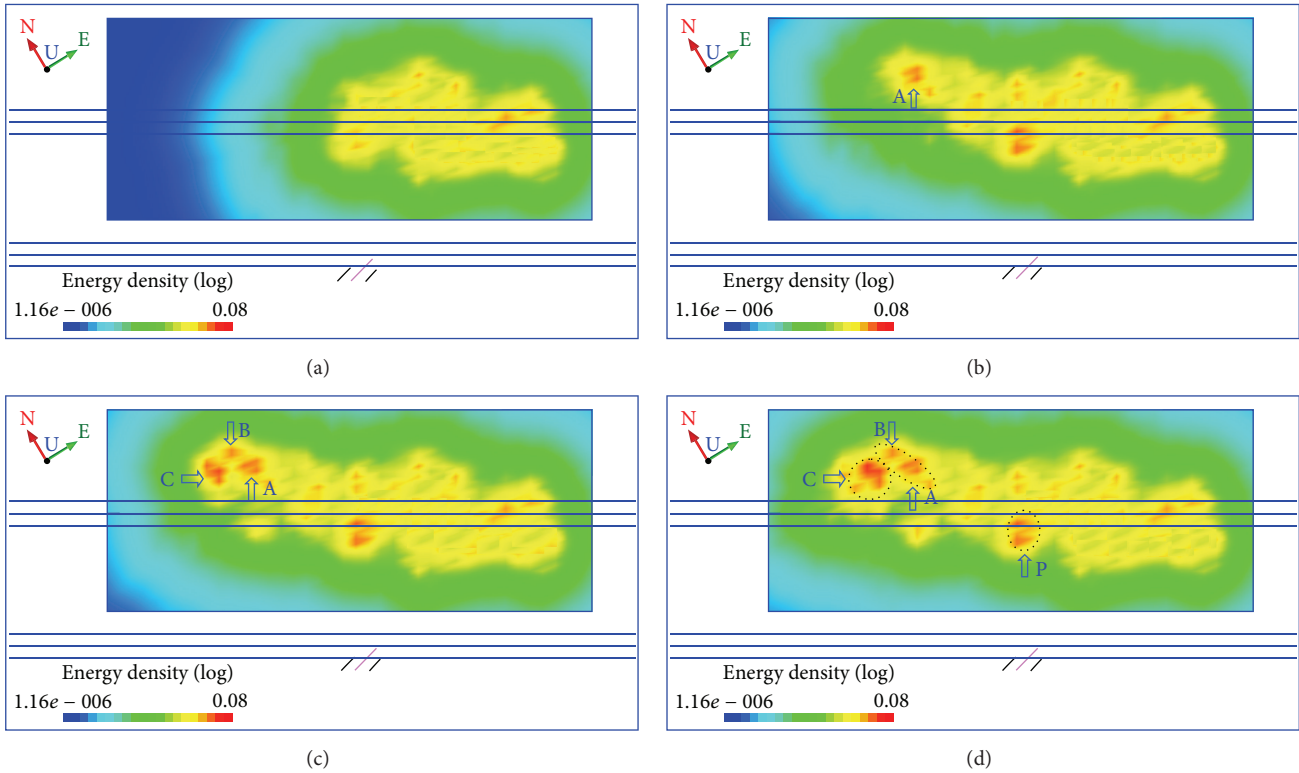 N
U
E
Energy density (log)
1.16e − 006 0.08
(a)
N
U
E
A
Energy density (log)
1.16e − 006 0.08
(b)
N
U
E
B
C
A
Energy density (log)
1.16e − 006 0.08
(c)
N
U
E
B
C
A
P
Energy density (log)
1.16e − 006 0.08
(d)